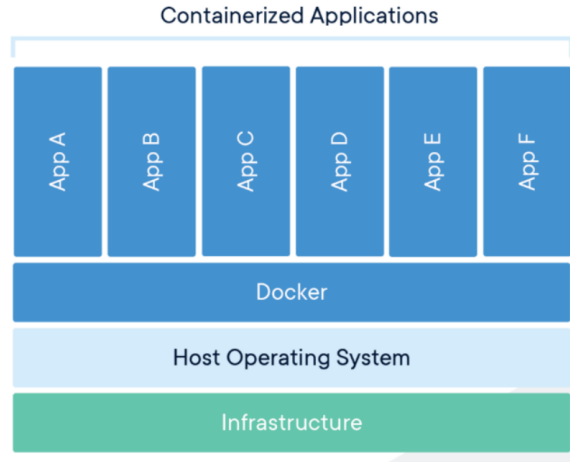 Containerized Applications
App A
App B
App C
App D
App E
App F
Docker
Host Operating System
Infrastructure